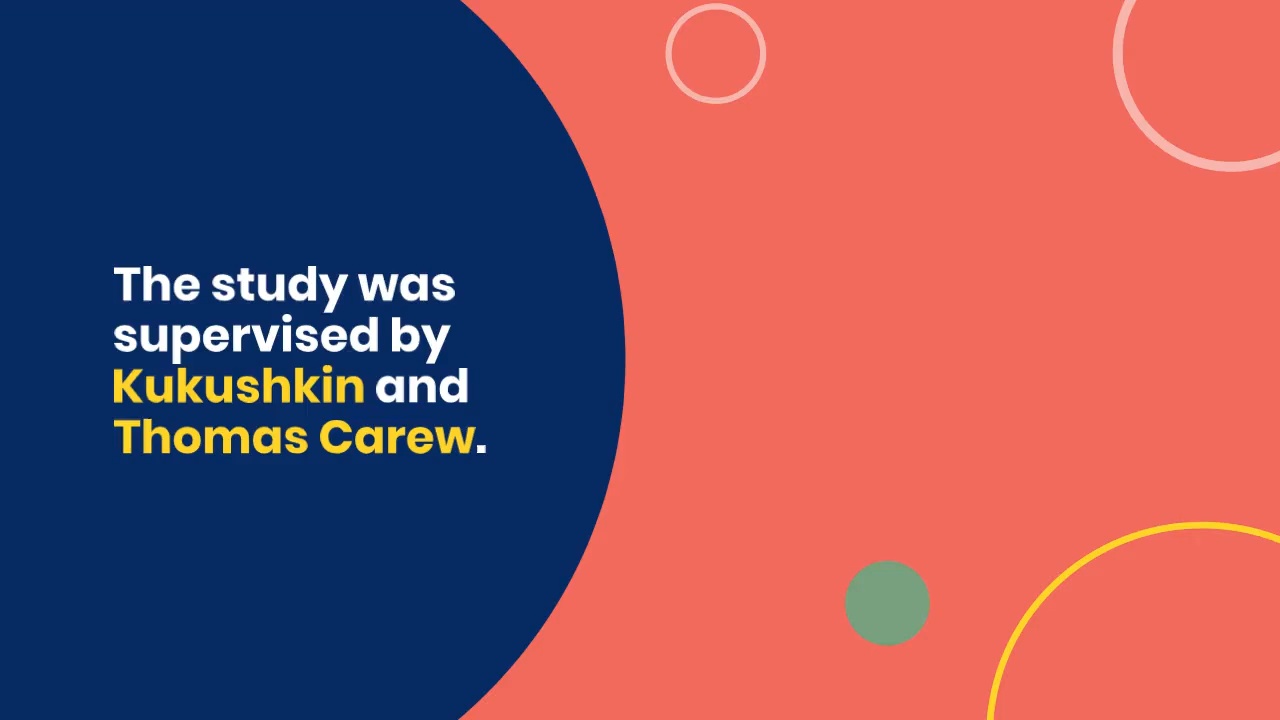 The study was
supervised by
Kukushkin and
Thomas Carew.